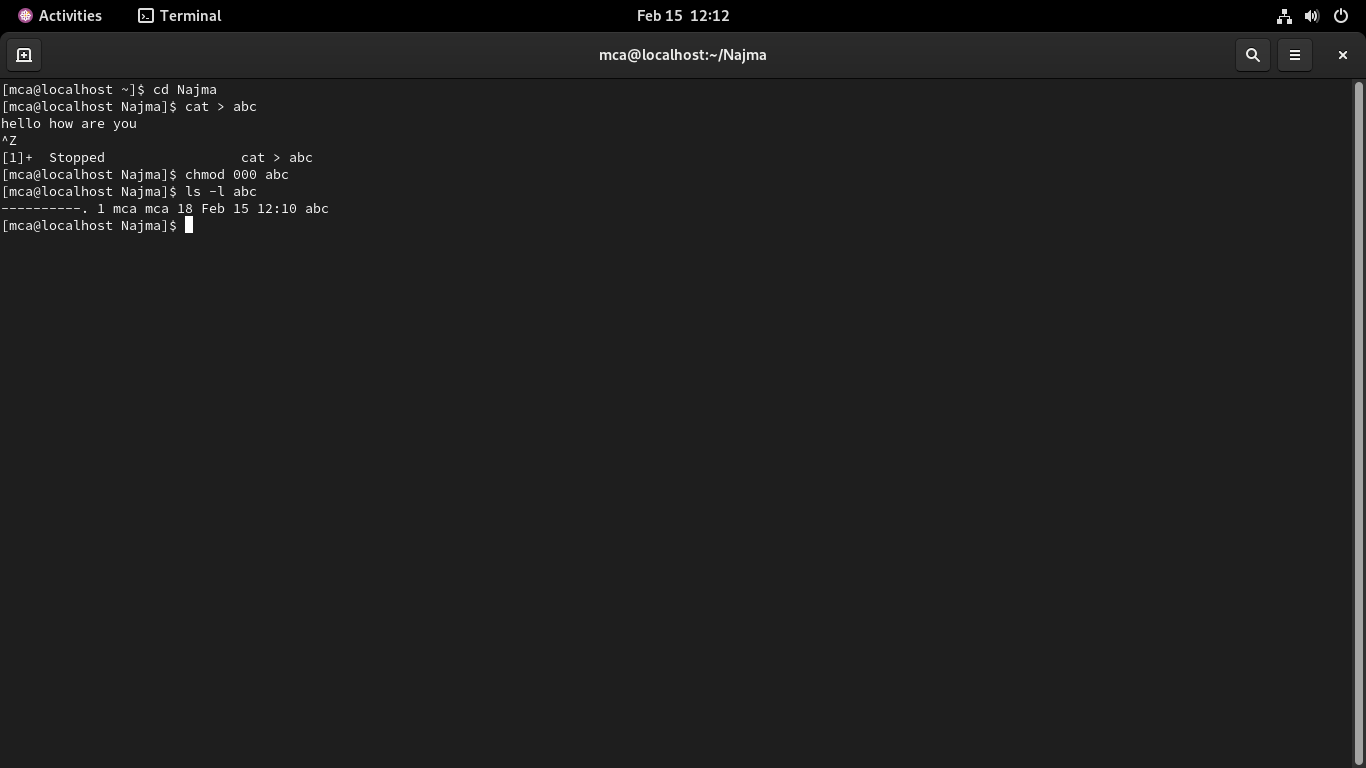 Activities Terminal Feb 15 12:12
mca@localhost:~/Najma
[mca@localhost ~]$ cd Najma
[mca@localhost Najma]$ cat > abc
hello how are you
^Z
[1]+  Stopped                 cat > abc
[mca@localhost Najma]$ chmod 000 abc
[mca@localhost Najma]$ ls -l abc
----------. 1 mca mca 18 Feb 15 12:10 abc
[mca@localhost Najma]$